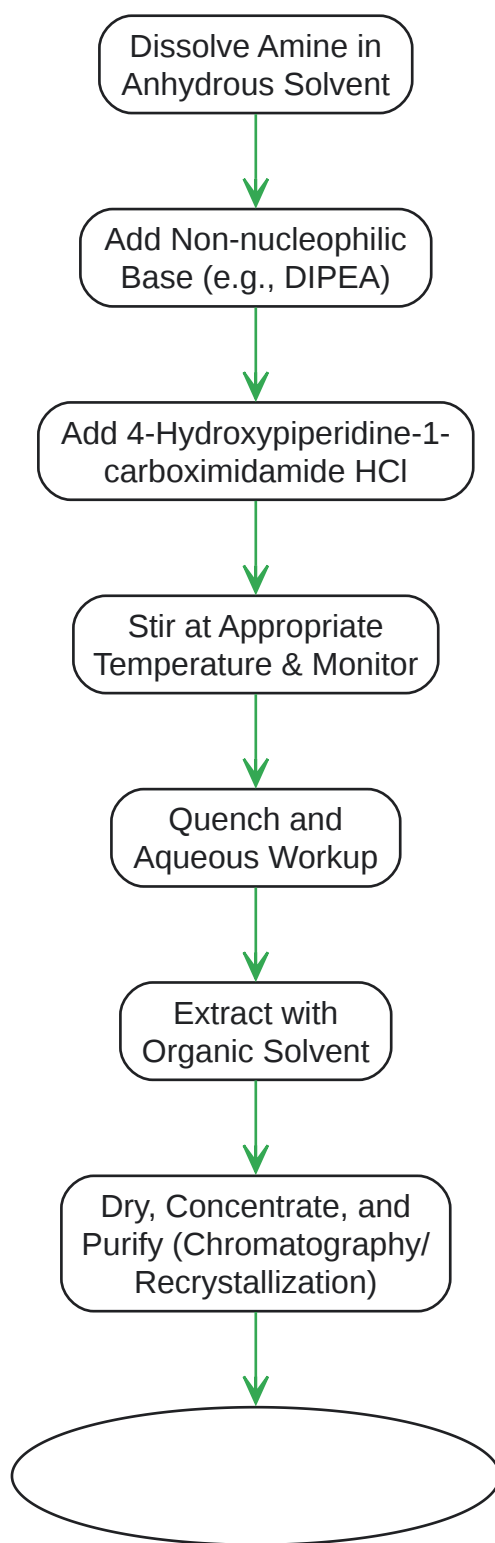 Dissolve Amine in
Anhydrous Solvent
Add Non-nucleophilic
Base (e.g., DIPEA)
Add 4-Hydroxypiperidine-1-
carboximidamide HCl
Stir at Appropriate
Temperature & Monitor
Quench and
Aqueous Workup
Extract with
Organic Solvent
Dry, Concentrate, and
Purify (Chromatography/
Recrystallization)